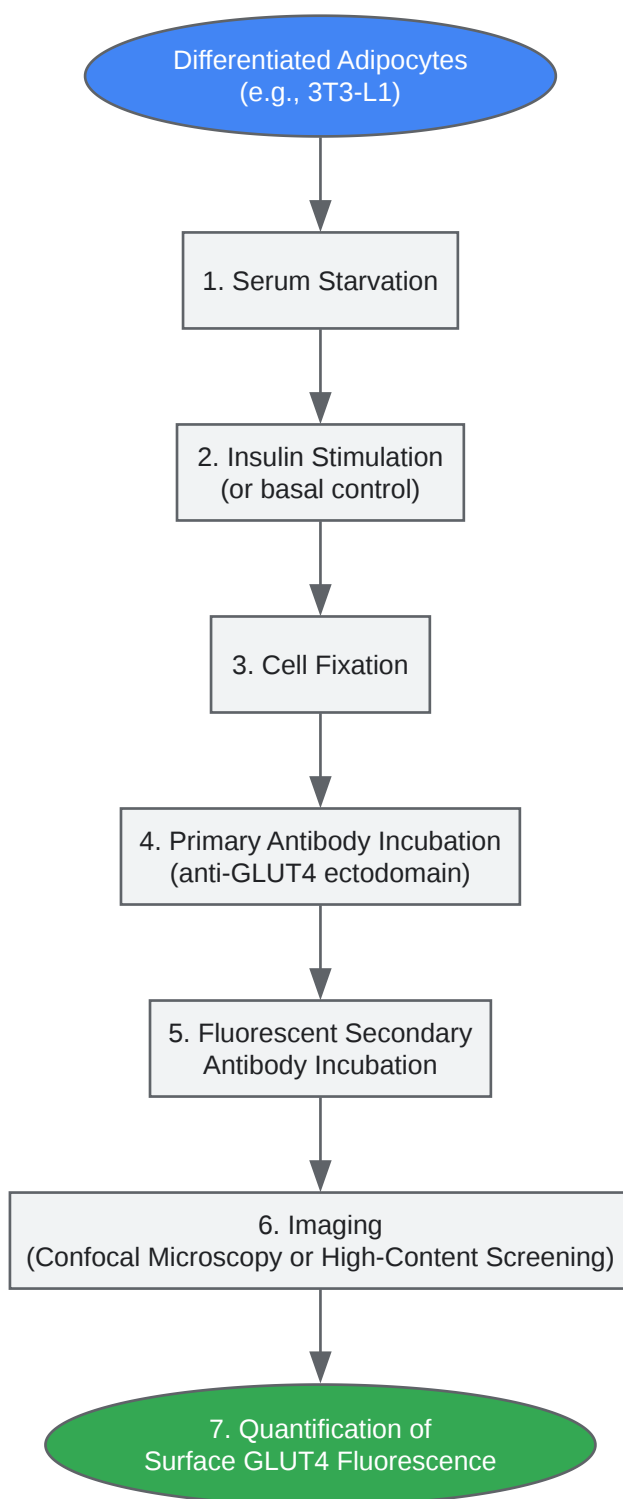 Differentiated Adipocytes
(e.g., 3T3-L1)
1. Serum Starvation
2. Insulin Stimulation
(or basal control)
3. Cell Fixation
4. Primary Antibody Incubation
(anti-GLUT4 ectodomain)
5. Fluorescent Secondary
Antibody Incubation
6. Imaging
(Confocal Microscopy or High-Content Screening)
7. Quantification of
Surface GLUT4 Fluorescence